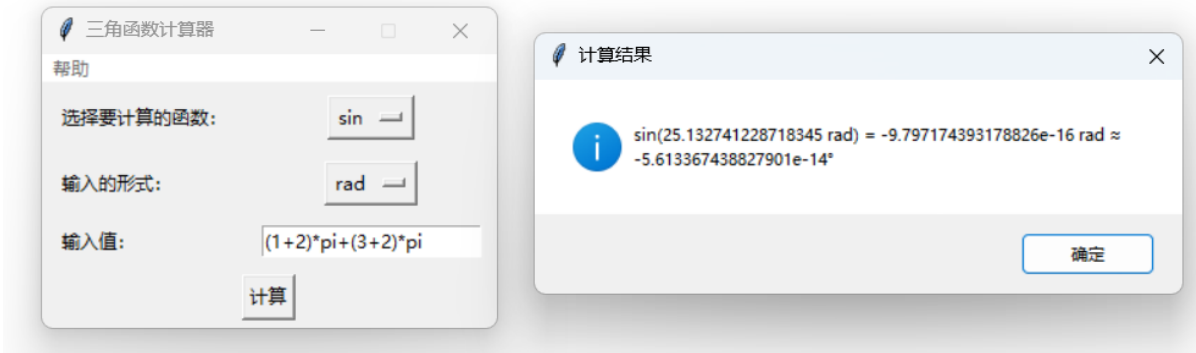 三角函数计算器
帮助
选择要计算的函数:
sin
输入的形式:
rad
输入值:
(1+2)*pi+(3+2)*pi
计算
计算结果
sin(25.132741228718345 rad) = -9.797174393178826e-16 rad ≈
-5.613367438827901e-14°
确定